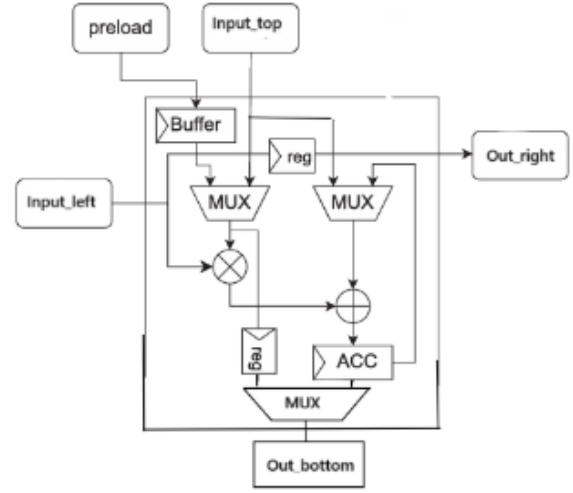 preload
Input_top
Buffer
reg
Out_right
Input_left
MUX
MUX
reg
ACC
MUX
Out_bottom